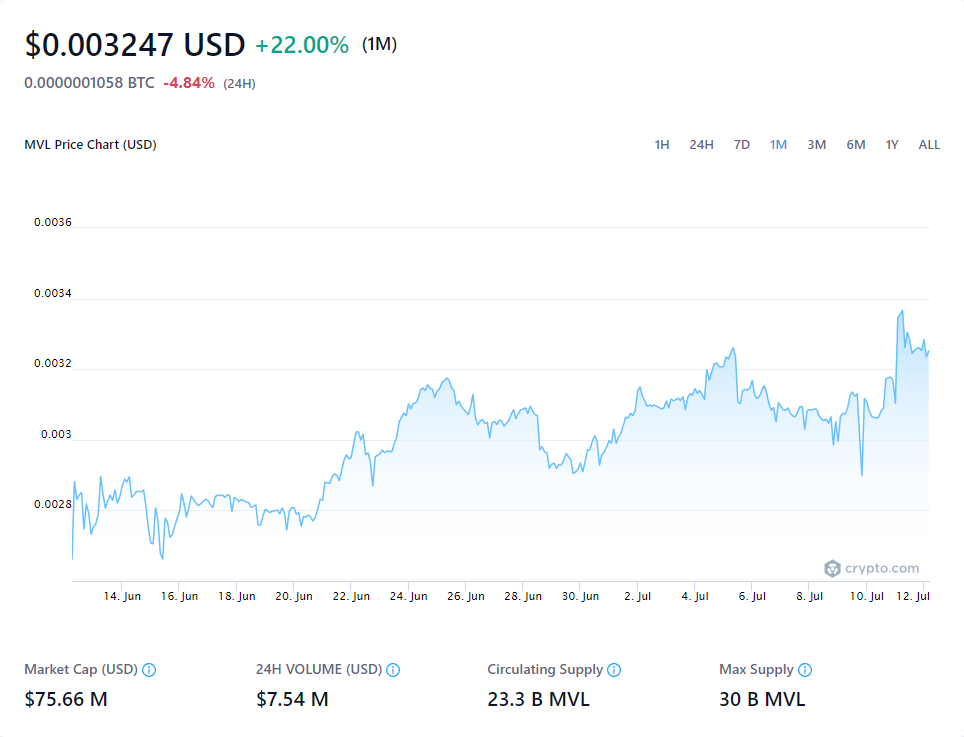 $0.003247 USD +22.00% (1M)
0.0000001058 BTC -4.84% (24H)
MVL Price Chart (USD) 1H 24H 7D 1M 3M 6M 1Y ALL
0.0036
0.0034
0.0032
0.003
0.0028
crypto.com
14. Jun 16. Jun 18. Jun 20. Jun 22. Jun 24. Jun 26. Jun 28. Jun 30. Jun 2. Jul 4. Jul 6. Jul 8. Jul 10. Jul 12. Jul
Market Cap (USD) 24H VOLUME (USD) Circulating Supply Max Supply
$75.66 M $7.54 M 23.3 B MVL 30 B MVL